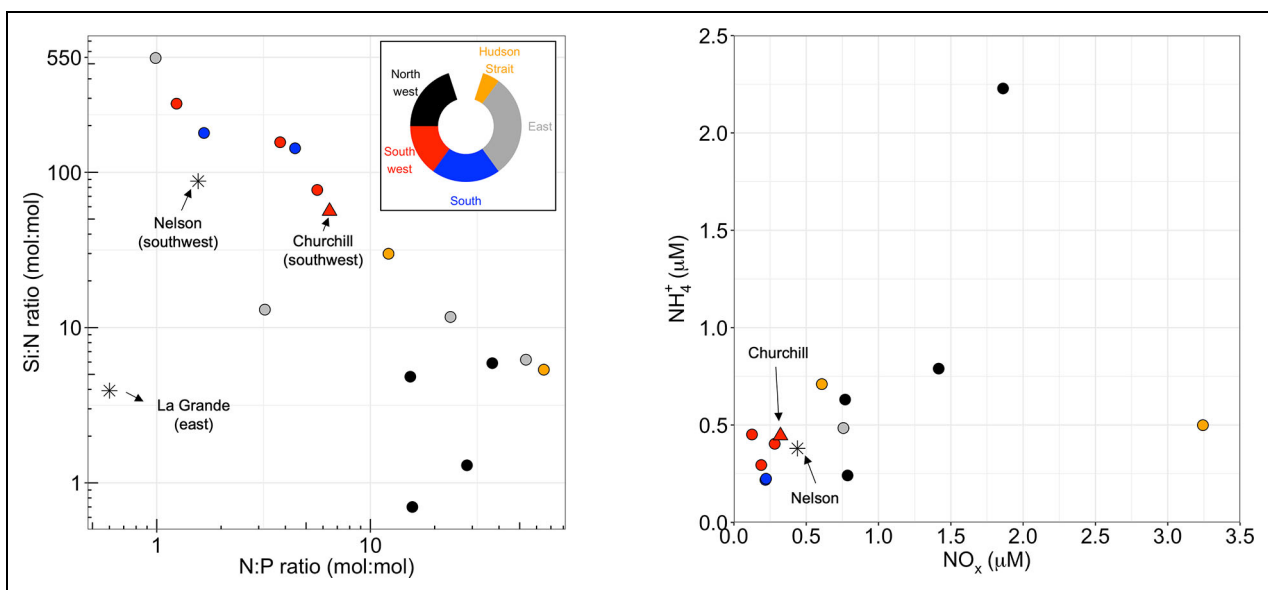 550
100
10
1
Si:N ratio (mol:mol)
1
10
N:P ratio (mol:mol)
Nelson
(southwest)
Churchill
(southwest)
La Grande
(east)
Hudson
Strait
North
west
East
South
west
South
2.5
2.0
1.5
1.0
0.5
0.0
NH₄⁺ (μM)
0.0
0.5
1.0
1.5
2.0
2.5
3.0
3.5
NOₓ (μM)
Churchill
Nelson